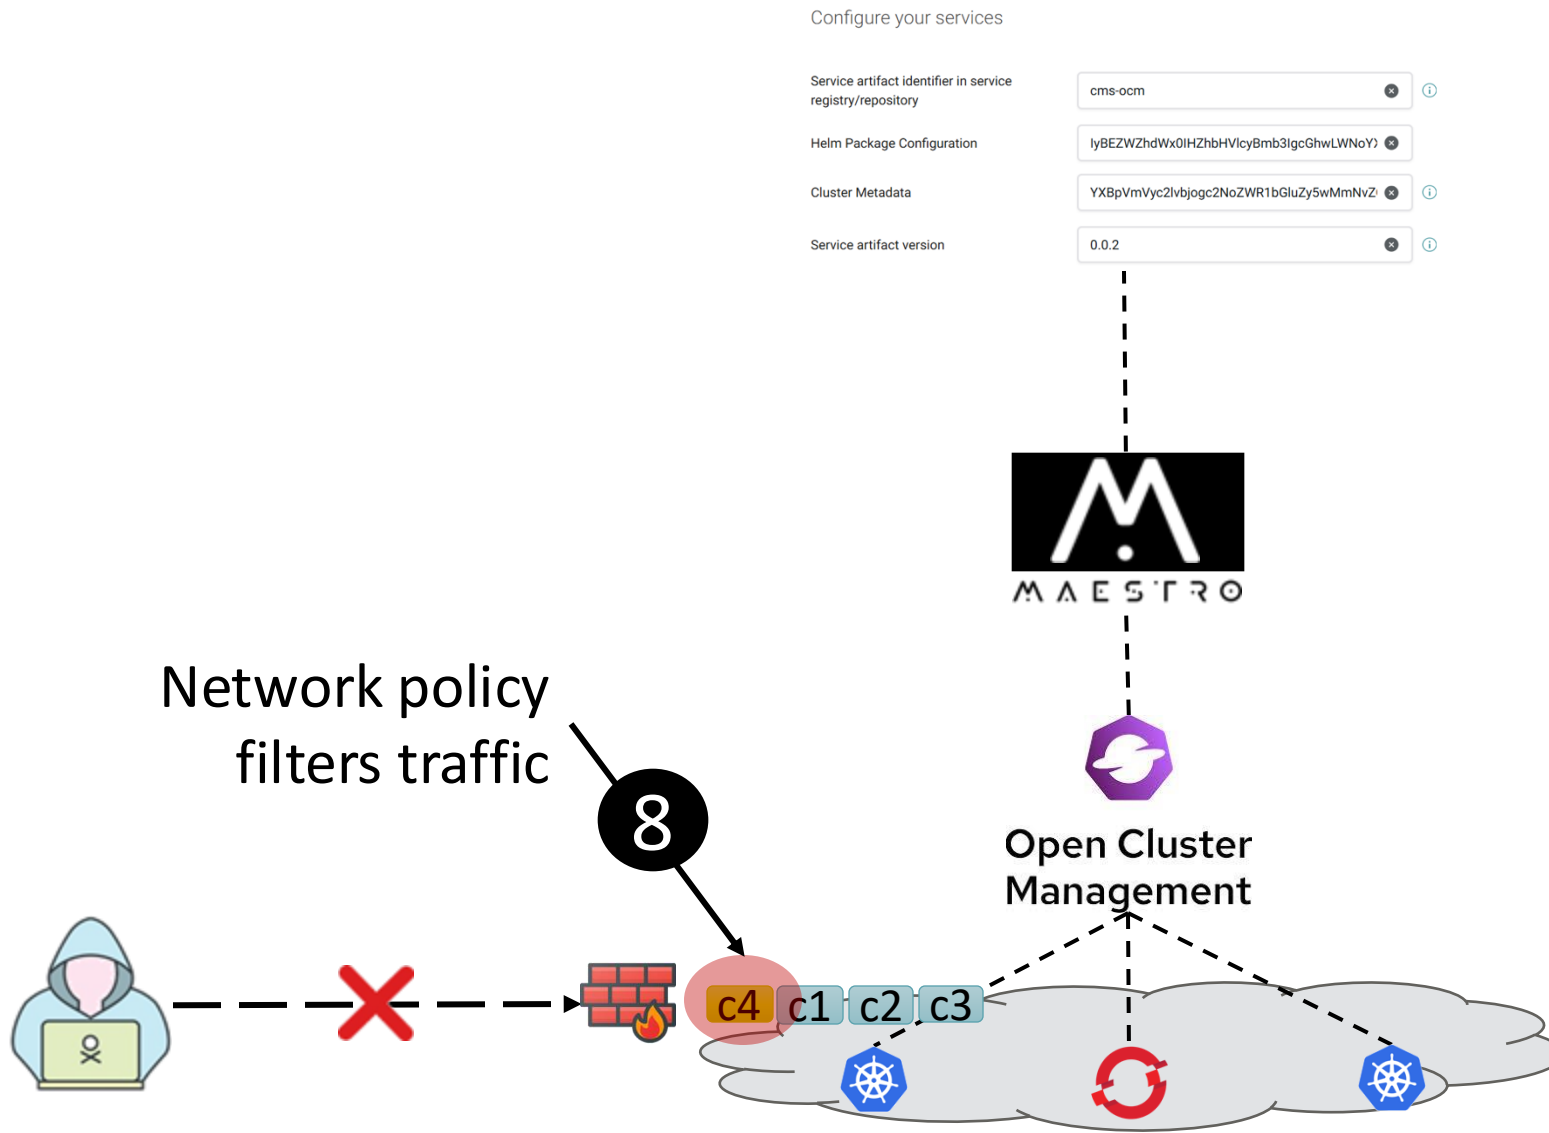 Configure your services
Service artifact identifier in service
registry/repository
cms-ocm
Helm Package Configuration
IyBEZWZhdWx0IHZhbHVlcyBmb3IgcGhwLWNoYX
Cluster Metadata
YXBpVmVyc2lvbjogc2NoZWR1bGluZy5wMmNvZ
Service artifact version
0.0.2
MAESTRO
Network policy
filters traffic
8
Open Cluster
Management
c4 c1 c2 c3